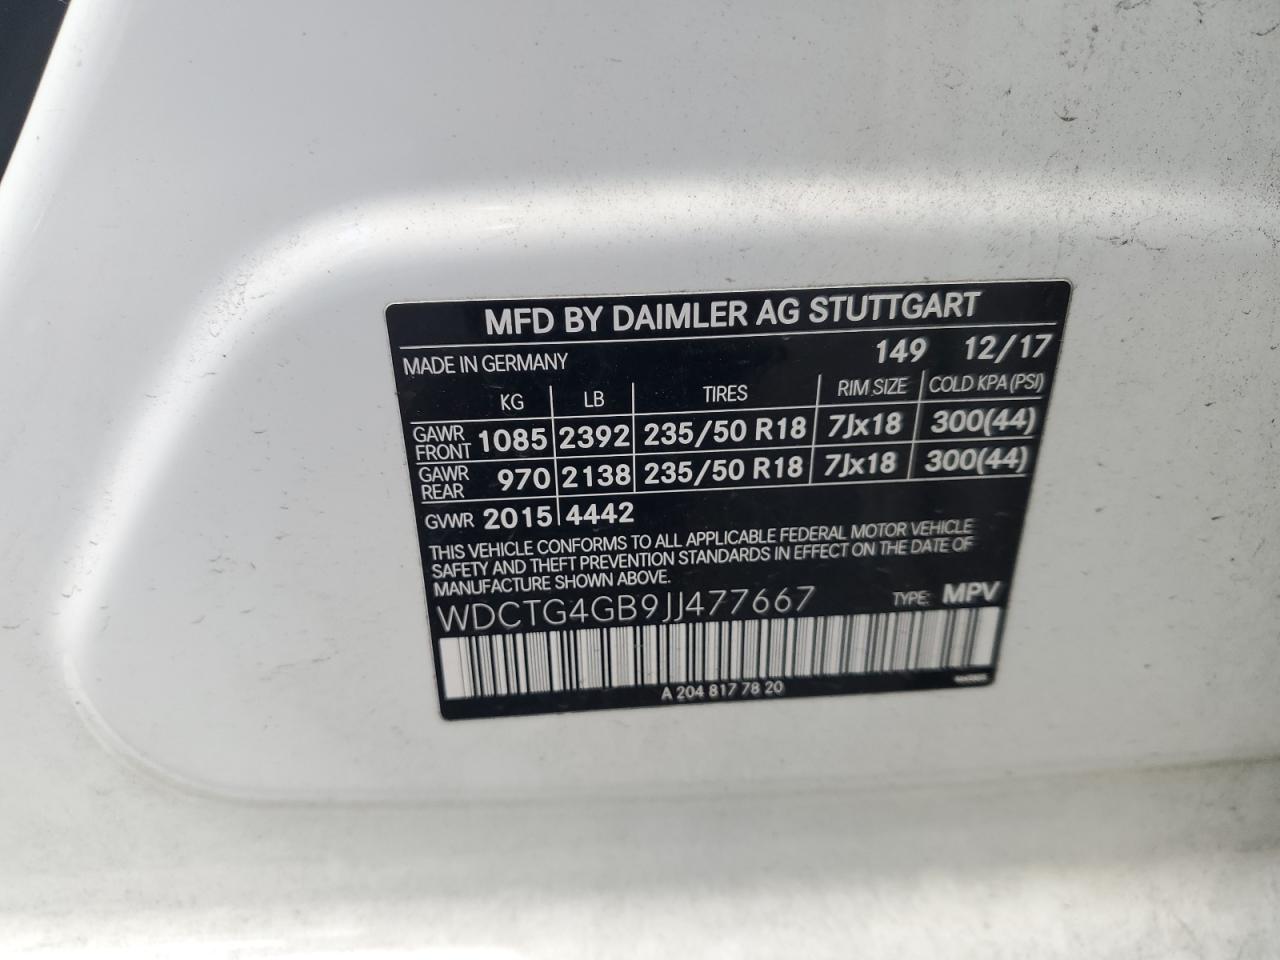 MFD BY DAIMLER AG STUTTGART
MADE IN GERMANY 149 12/17
KG LB TIRES RIM SIZE COLD KPA (PSI)
GAWR FRONT 1085 2392 235/50 R18 7Jx18 300(44)
GAWR REAR 970 2138 235/50 R18 7Jx18 300(44)
GVWR 2015 4442
THIS VEHICLE CONFORMS TO ALL APPLICABLE FEDERAL MOTOR VEHICLE
SAFETY AND THEFT PREVENTION STANDARDS IN EFFECT ON THE DATE OF
MANUFACTURE SHOWN ABOVE.
WDCTG4GB9JJ477667 TYPE: MPV
A 204 817 78 20